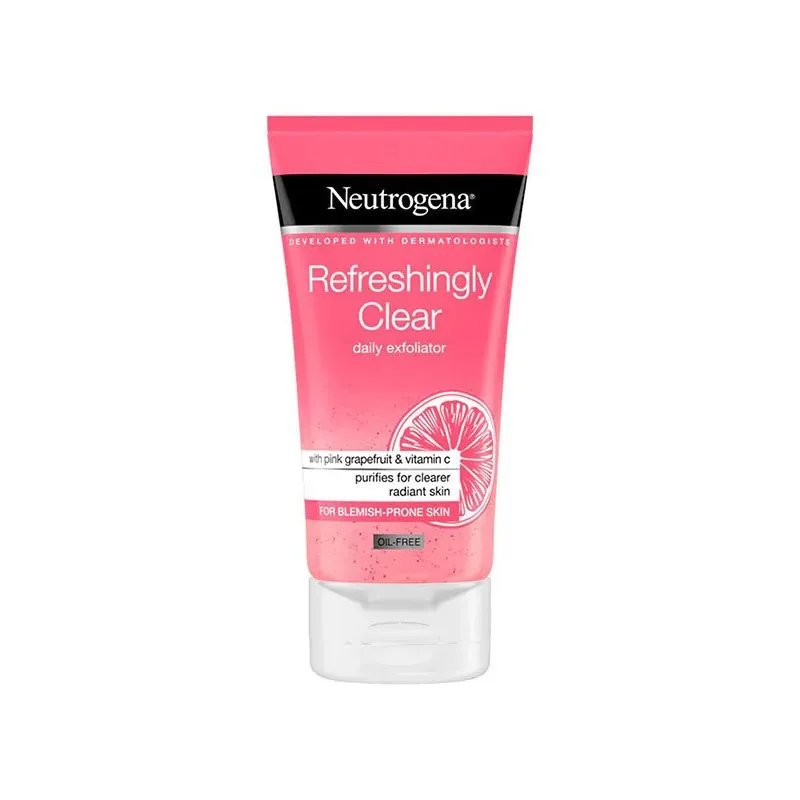 Neutrogena®
DEVELOPED WITH DERMATOLOGISTS
Refreshingly
Clear
daily exfoliator
with pink grapefruit & vitamin c
purifies for clearer
radiant skin
FOR BLEMISH-PRONE SKIN
OIL-FREE